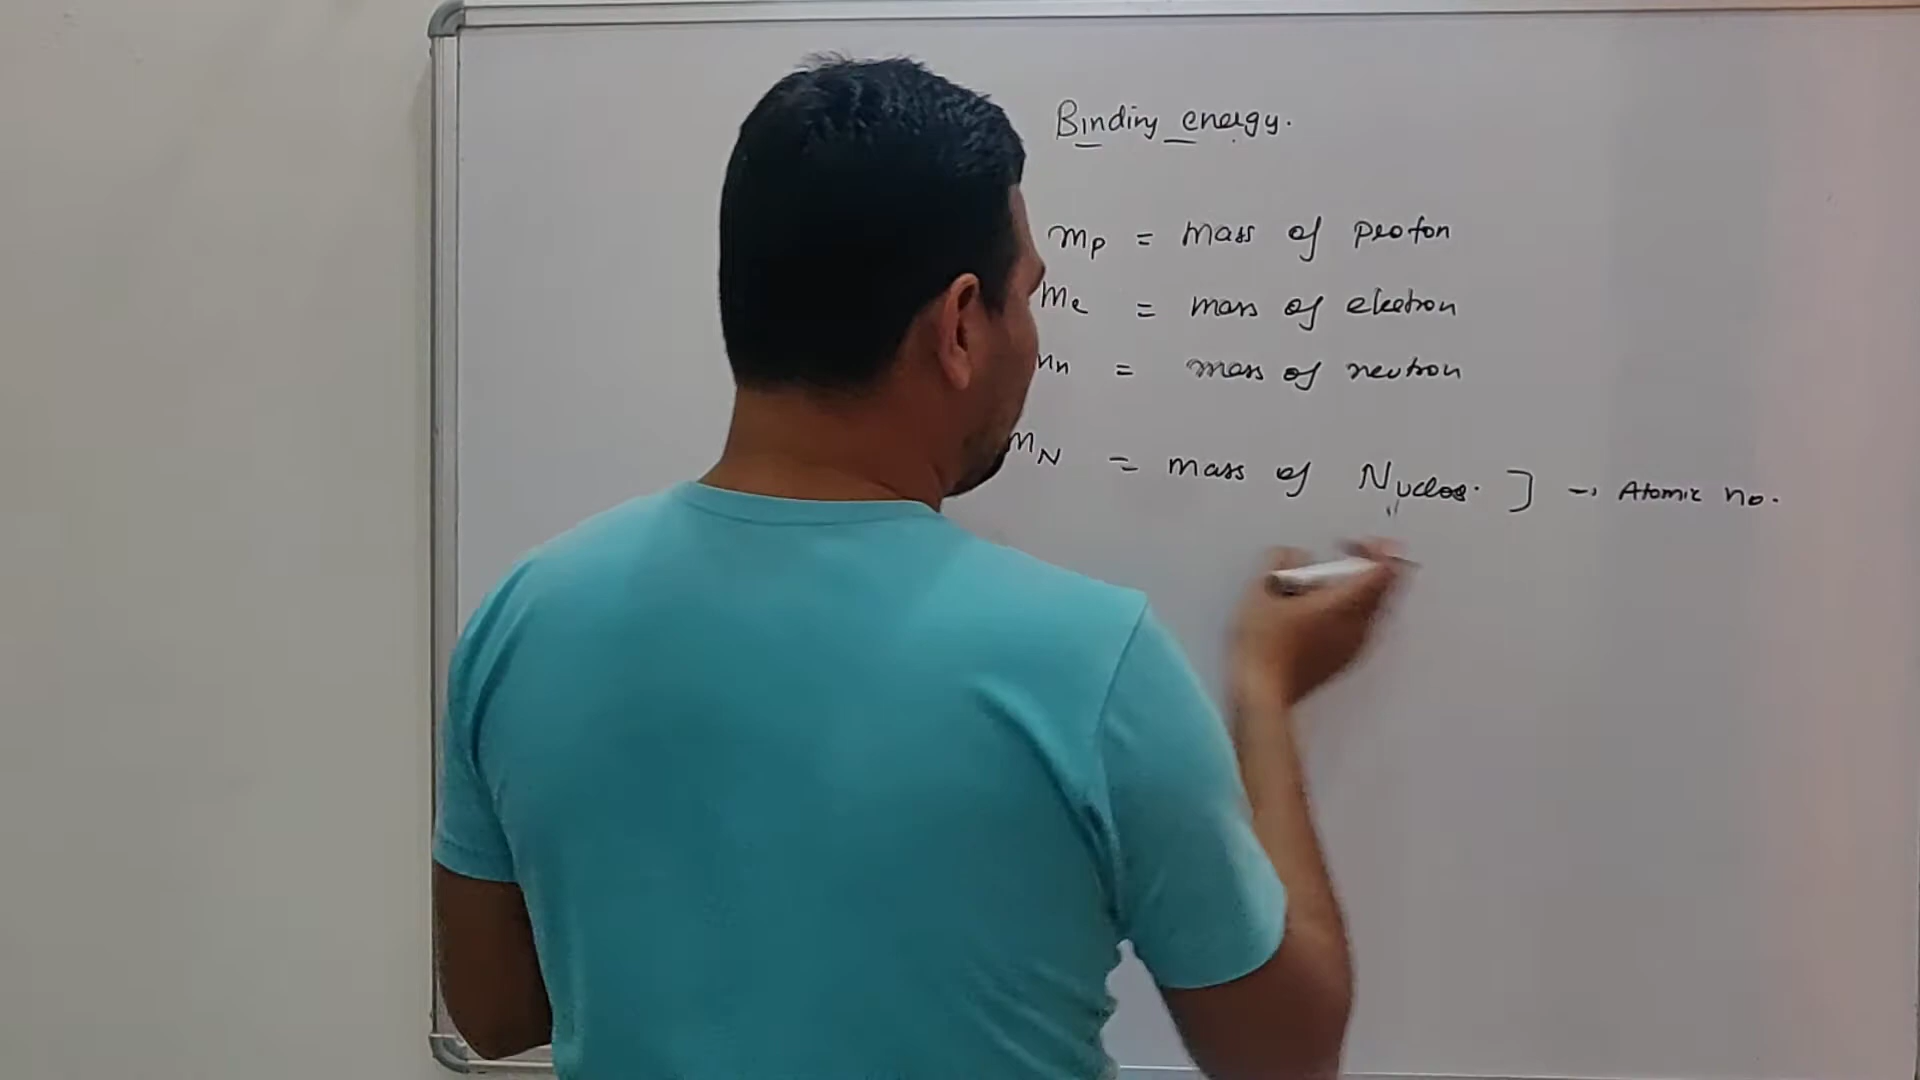 Binding energy.
mp = mass of proton
me = mass of electron
mn = mass of neutron
mN = mass of Nucleos. ] → Atomic no.